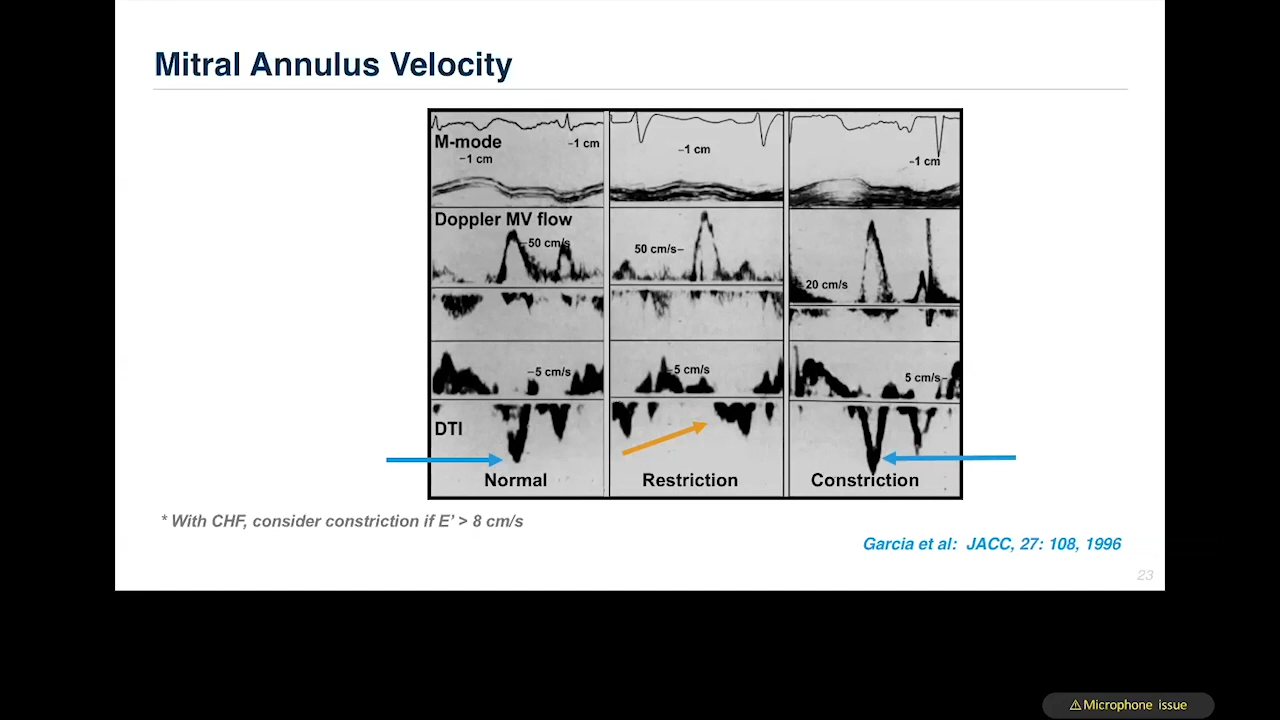 Mitral Annulus Velocity
M-mode
–1 cm
–1 cm
–1 cm
–1 cm
Doppler MV flow
–50 cm/s
50 cm/s–
–20 cm/s
–5 cm/s
–5 cm/s
5 cm/s–
DTI
Normal
Restriction
Constriction
* With CHF, consider constriction if E’ > 8 cm/s
Garcia et al: JACC, 27: 108, 1996
23
⚠Microphone issue